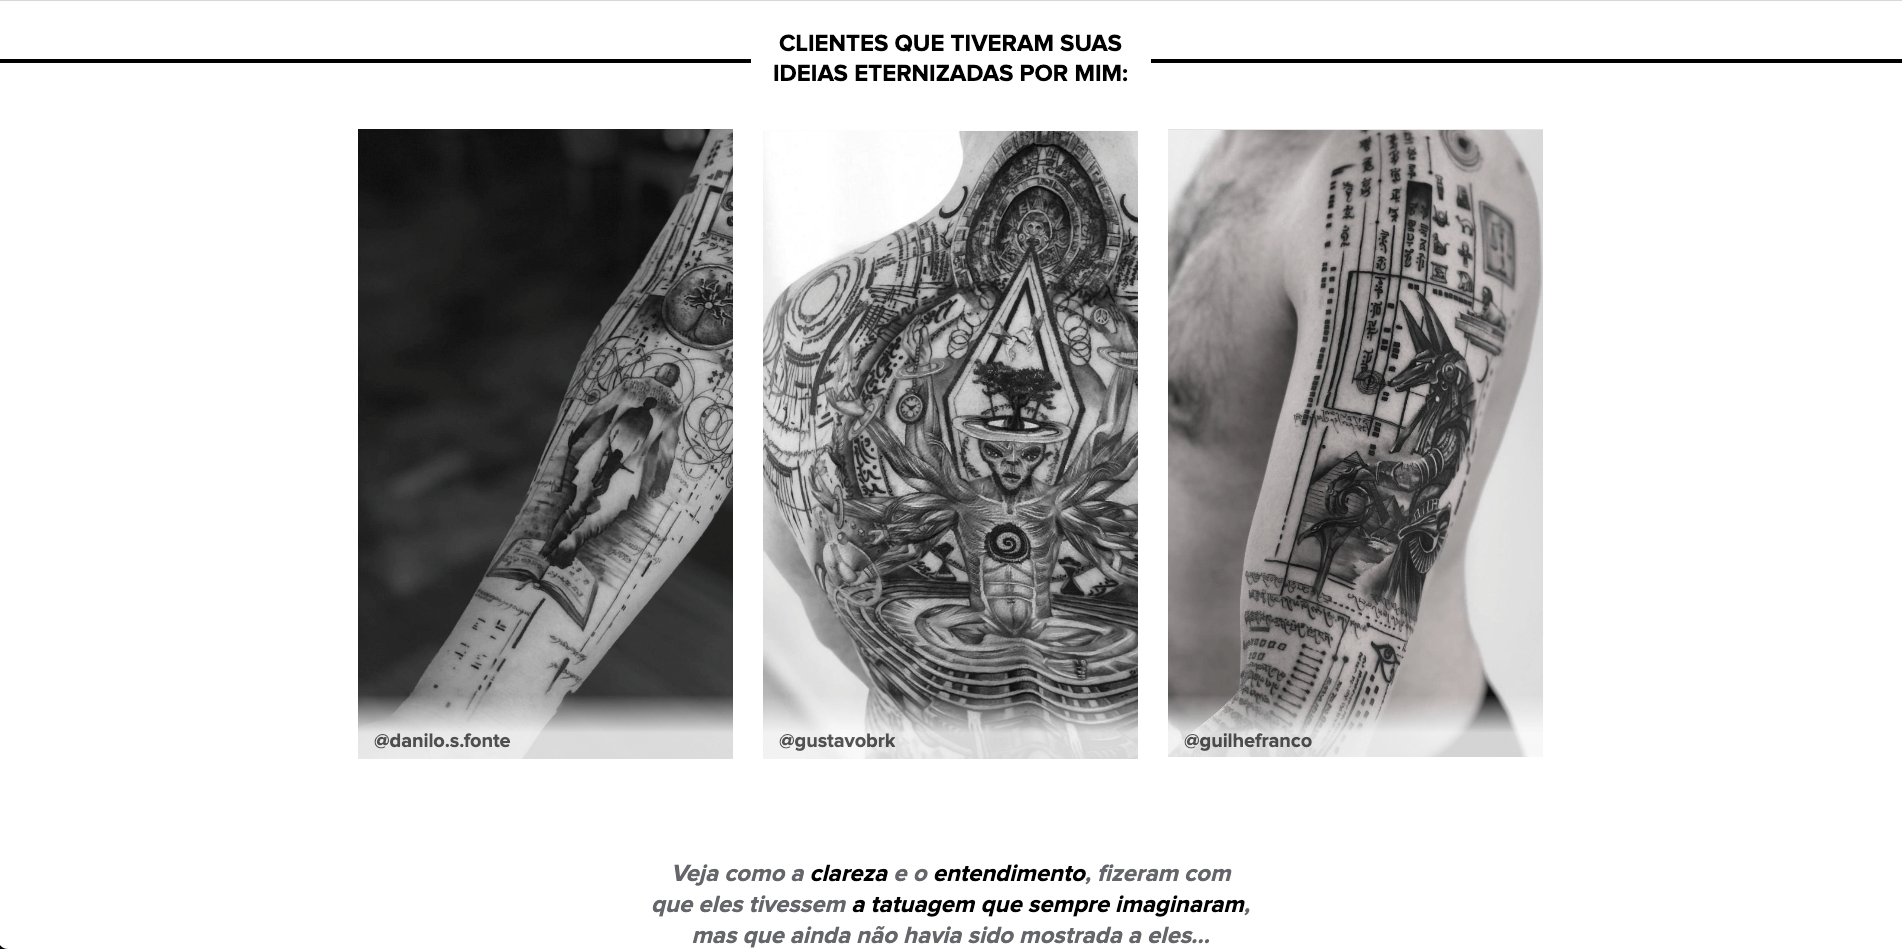 CLIENTES QUE TIVERAM SUAS
IDEIAS ETERNIZADAS POR MIM:
@danilo.s.fonte
@gustavobrk
@guilhefranco
Veja como a clareza e o entendimento, fizeram com
que eles tivessem a tatuagem que sempre imaginaram,
mas que ainda não havia sido mostrada a eles...